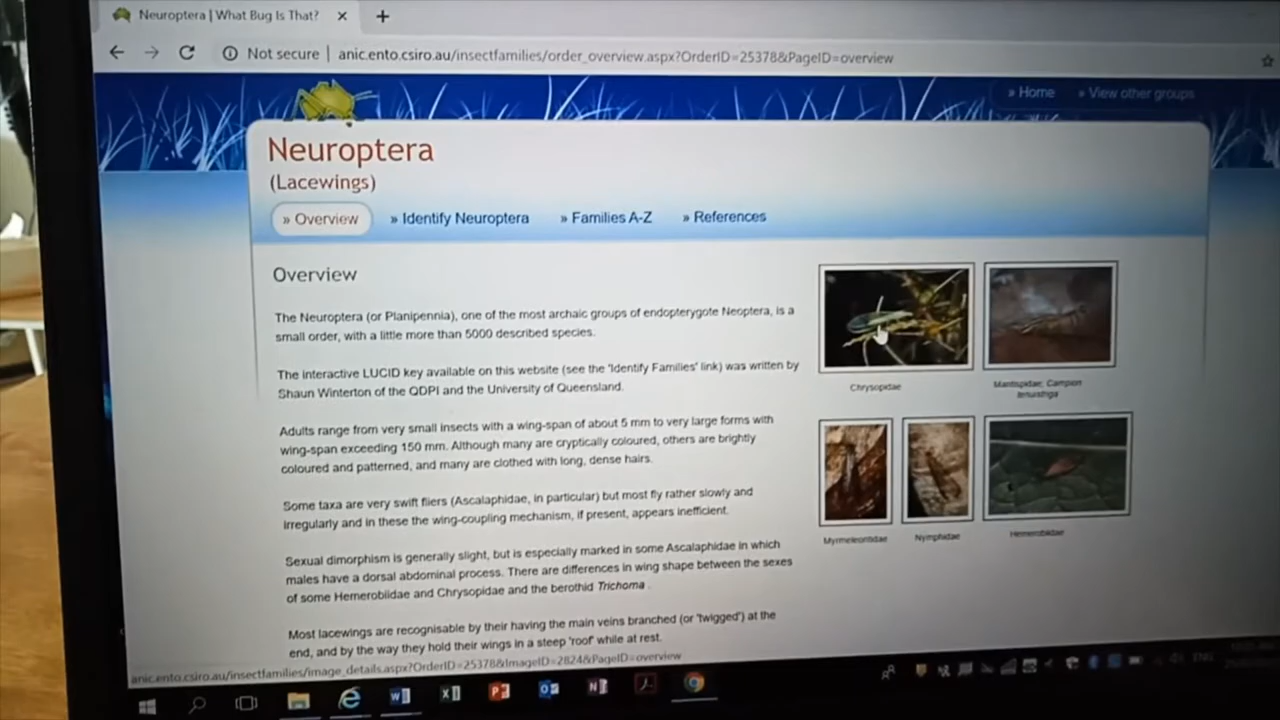 Neuroptera | What Bug Is That?
Not secure | anic.ento.csiro.au/insectfamilies/order_overview.aspx?OrderID=25378&PageID=overview
» Home » View other groups
Neuroptera
(Lacewings)
» Overview » Identify Neuroptera » Families A-Z » References
Overview
The Neuroptera (or Planipennia), one of the most archaic groups of endopterygote Neoptera, is a
small order, with a little more than 5000 described species.
The interactive LUCID key available on this website (see the 'Identify Families' link) was written by
Shaun Winterton of the QDPI and the University of Queensland.
Adults range from very small insects with a wing-span of about 5 mm to very large forms with
wing-span exceeding 150 mm. Although many are cryptically coloured, others are brightly
coloured and patterned, and many are clothed with long, dense hairs.
Some taxa are very swift fliers (Ascalaphidae, in particular) but most fly rather slowly and
irregularly and in these the wing-coupling mechanism, if present, appears inefficient.
Sexual dimorphism is generally slight, but is especially marked in some Ascalaphidae in which
males have a dorsal abdominal process. There are differences in wing shape between the sexes
of some Hemerobiidae and Chrysopidae and the berothid Trichoma .
Most lacewings are recognisable by their having the main veins branched (or 'twigged') at the
end, and by the way they hold their wings in a steep 'roof' while at rest.
Chrysopidae
Mantispidae; Campion
tenuistriga
Myrmeleontidae
Nymphidae
Hemerobiidae
anic.ento.csiro.au/insectfamilies/image_details.aspx?OrderID=25378&ImageID=2824&PageID=overview
ENG